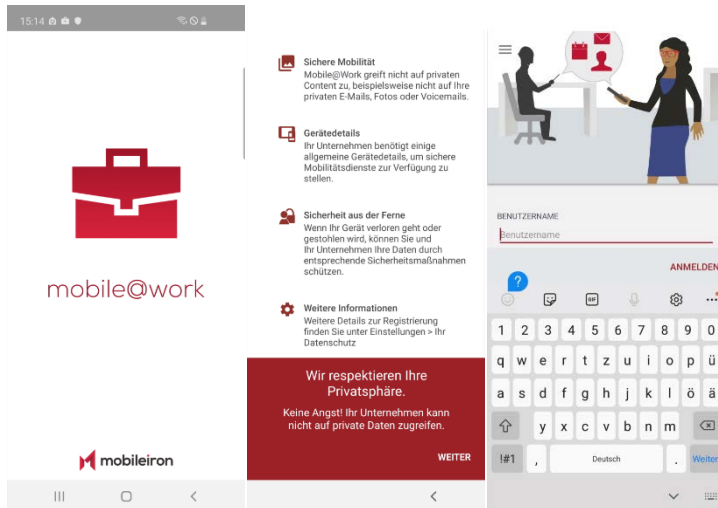 15:14
mobile@work
mobileiron
Sichere Mobilität
Mobile@Work greift nicht auf privaten
Content zu, beispielsweise nicht auf Ihre
privaten E-Mails, Fotos oder Voicemails.
Gerätedetails
Ihr Unternehmen benötigt einige
allgemeine Gerätedetails, um sichere
Mobilitätsdienste zur Verfügung zu
stellen.
Sicherheit aus der Ferne
Wenn Ihr Gerät verloren geht oder
gestohlen wird, können Sie und
Ihr Unternehmen Ihre Daten durch
entsprechende Sicherheitsmaßnahmen
schützen.
Weitere Informationen
Weitere Details zur Registrierung
finden Sie unter Einstellungen > Ihr
Datenschutz
Wir respektieren Ihre
Privatsphäre.
Keine Angst! Ihr Unternehmen kann
nicht auf private Daten zugreifen.
WEITER
BENUTZERNAME
Benutzername
ANMELDEN
?
GIF
1 2 3 4 5 6 7 8 9 0
q w e r t z u i o p ü
a s d f g h j k l ö ä
y x c v b n m
!#1 , Deutsch . Weiter